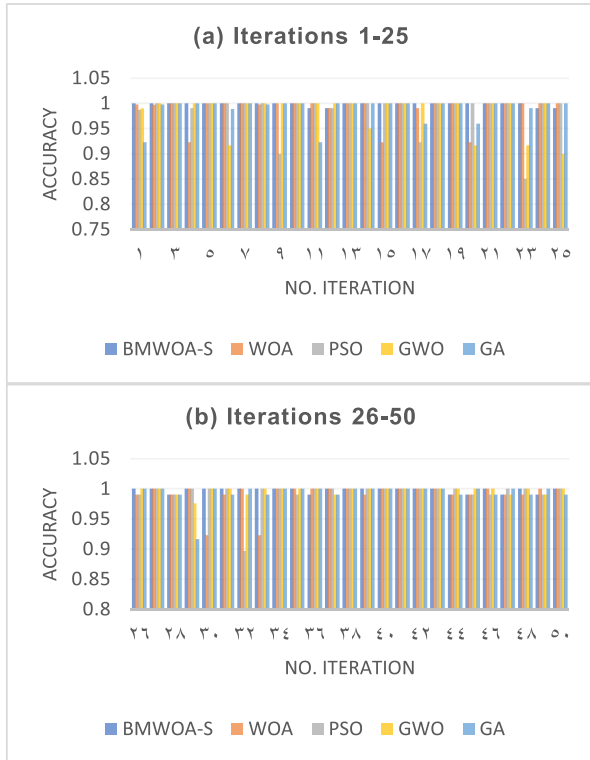 (a) Iterations 1-25
1.05
1
0.95
0.9
0.85
0.8
0.75
ACCURACY
١ ٣ ٥ ٧ ٩ ١١ ١٣ ١٥ ١٧ ١٩ ٢١ ٢٣ ٢٥
NO. ITERATION
BMWOA-S WOA PSO GWO GA
(b) Iterations 26-50
1.05
1
0.95
0.9
0.85
0.8
ACCURACY
٢٦ ٢٨ ٣٠ ٣٢ ٣٤ ٣٦ ٣٨ ٤٠ ٤٢ ٤٤ ٤٦ ٤٨ ٥٠
NO. ITERATION
BMWOA-S WOA PSO GWO GA